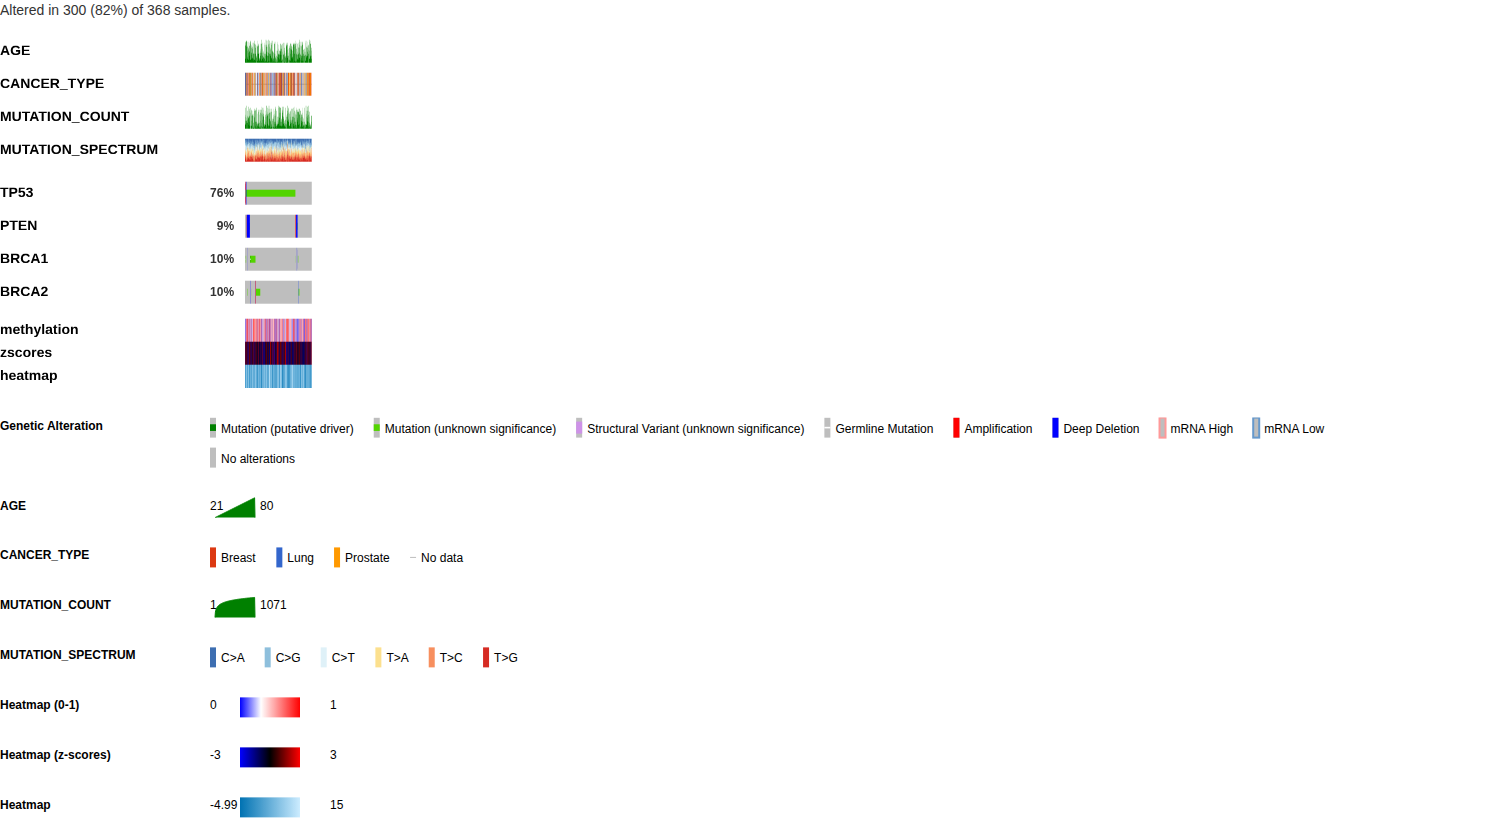 Altered in 300 (82%) of 368 samples.
AGE
CANCER_TYPE
MUTATION_COUNT
MUTATION_SPECTRUM
TP53 76%
PTEN 9%
BRCA1 10%
BRCA2 10%
methylation
zscores
heatmap
Genetic Alteration Mutation (putative driver) Mutation (unknown significance) Structural Variant (unknown significance) Germline Mutation Amplification Deep Deletion mRNA High mRNA Low
No alterations
AGE 21 80
CANCER_TYPE Breast Lung Prostate No data
MUTATION_COUNT 1 1071
MUTATION_SPECTRUM C>A C>G C>T T>A T>C T>G
Heatmap (0-1) 0 1
Heatmap (z-scores) -3 3
Heatmap -4.99 15